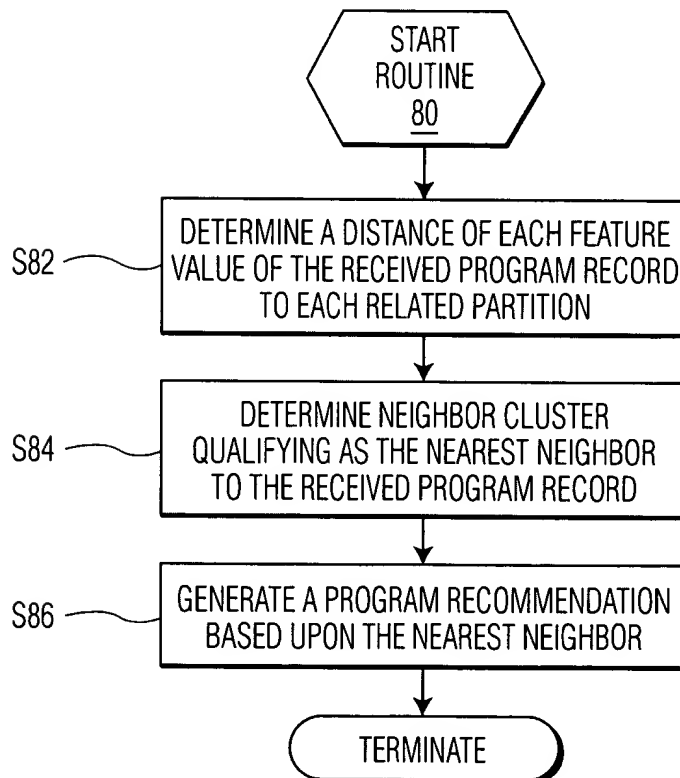 START
ROUTINE
80
S82
DETERMINE A DISTANCE OF EACH FEATURE
VALUE OF THE RECEIVED PROGRAM RECORD
TO EACH RELATED PARTITION
S84
DETERMINE NEIGHBOR CLUSTER
QUALIFYING AS THE NEAREST NEIGHBOR
TO THE RECEIVED PROGRAM RECORD
S86
GENERATE A PROGRAM RECOMMENDATION
BASED UPON THE NEAREST NEIGHBOR
TERMINATE